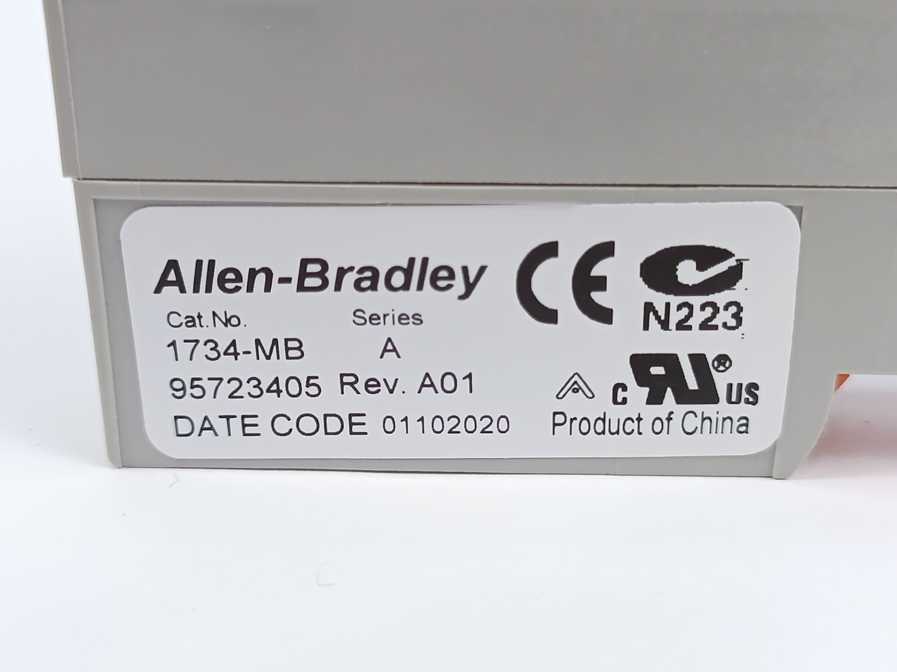 Allen-Bradley CE
Cat.No. Series N223
1734-MB A
95723405 Rev. A01 c RU® US
DATE CODE 01102020 Product of China